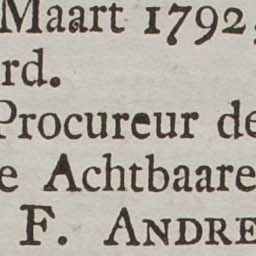 Maart 1792,
rd.
Procureur de
e Achtbaare
F. ANDRE